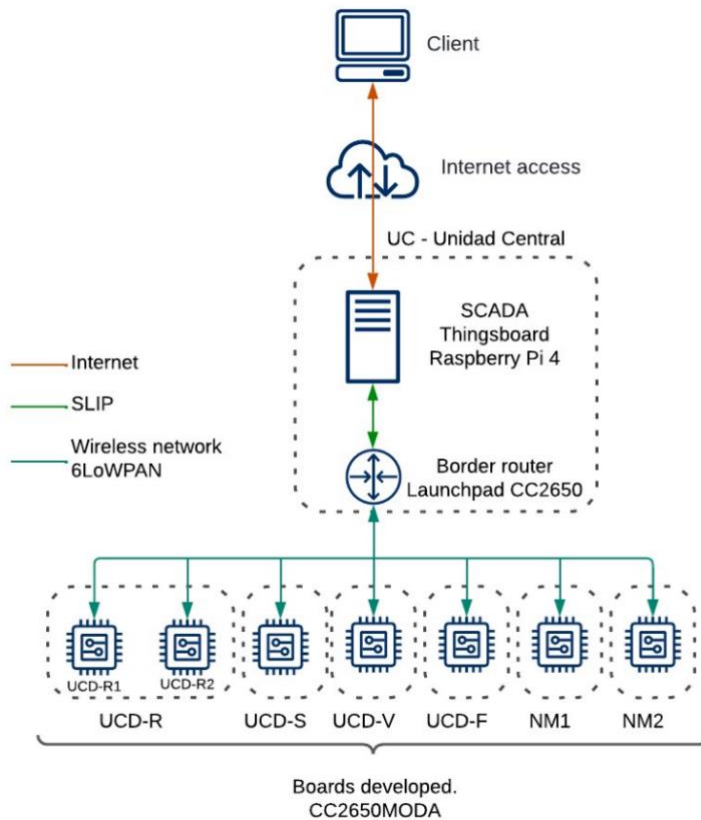 Client
Internet access
UC - Unidad Central
SCADA
Thingsboard
Raspberry Pi 4
Internet
SLIP
Wireless network
6LoWPAN
Border router
Launchpad CC2650
UCD-R1
UCD-R2
UCD-R
UCD-S
UCD-V
UCD-F
NM1
NM2
Boards developed.
CC2650MODA